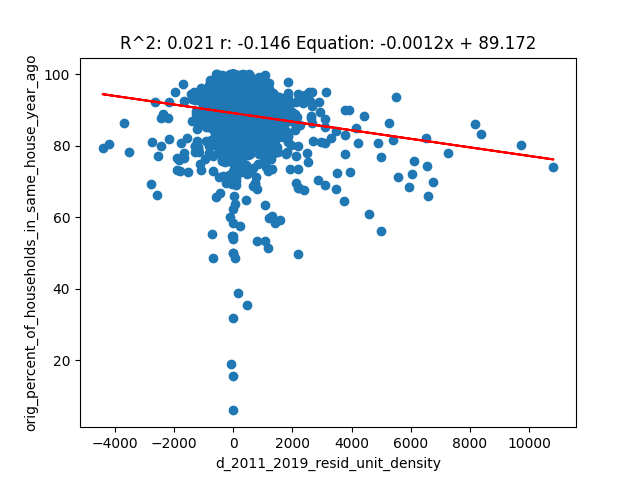 R^2: 0.021 r: -0.146 Equation: -0.0012x + 89.172
orig_percent_of_households_in_same_house_year_ago
100
80
60
40
20
−4000 −2000 0 2000 4000 6000 8000 10000
d_2011_2019_resid_unit_density